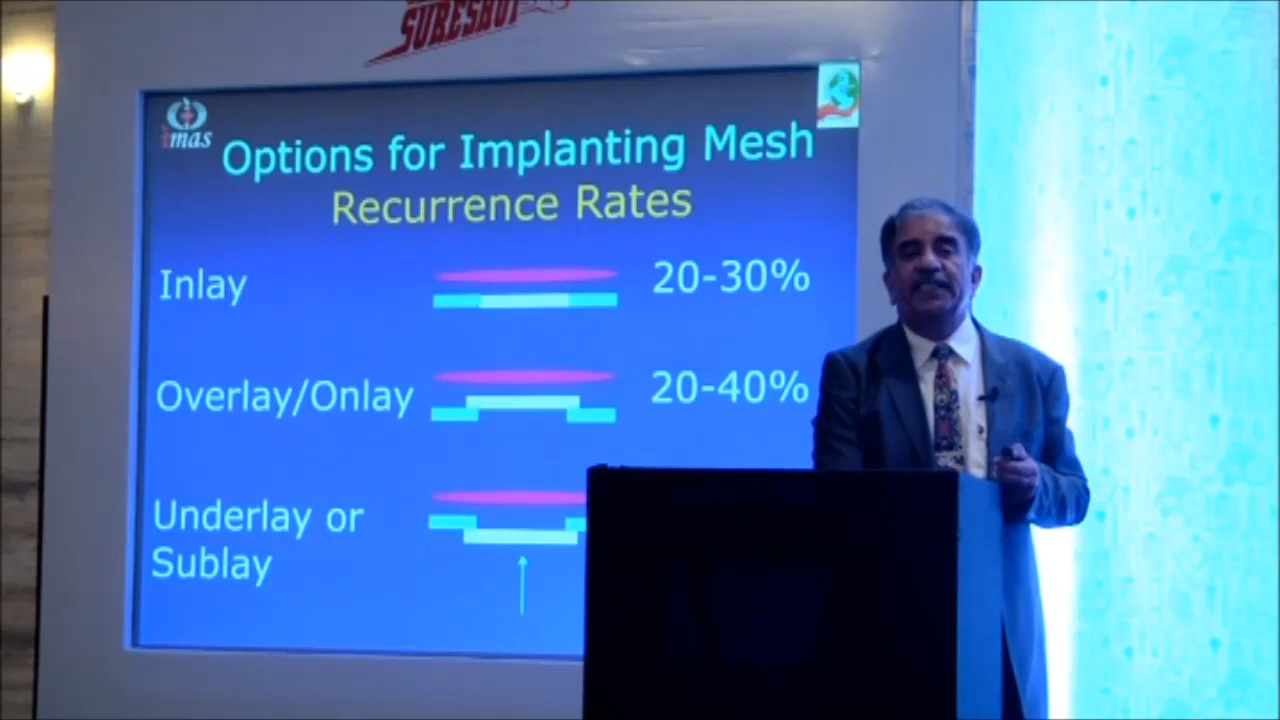 SURESHOT
imas
Options for Implanting Mesh
Recurrence Rates
Inlay 20-30%
Overlay/Onlay 20-40%
Underlay or
Sublay